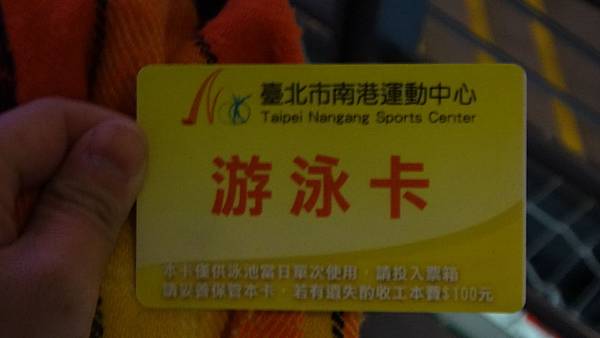 臺北市南港運動中心
Taipei Nangang Sports Center
游泳卡
本卡僅供泳池當日單次使用，請投入票箱
請妥善保管本卡，若有遺失酌收工本費$100元